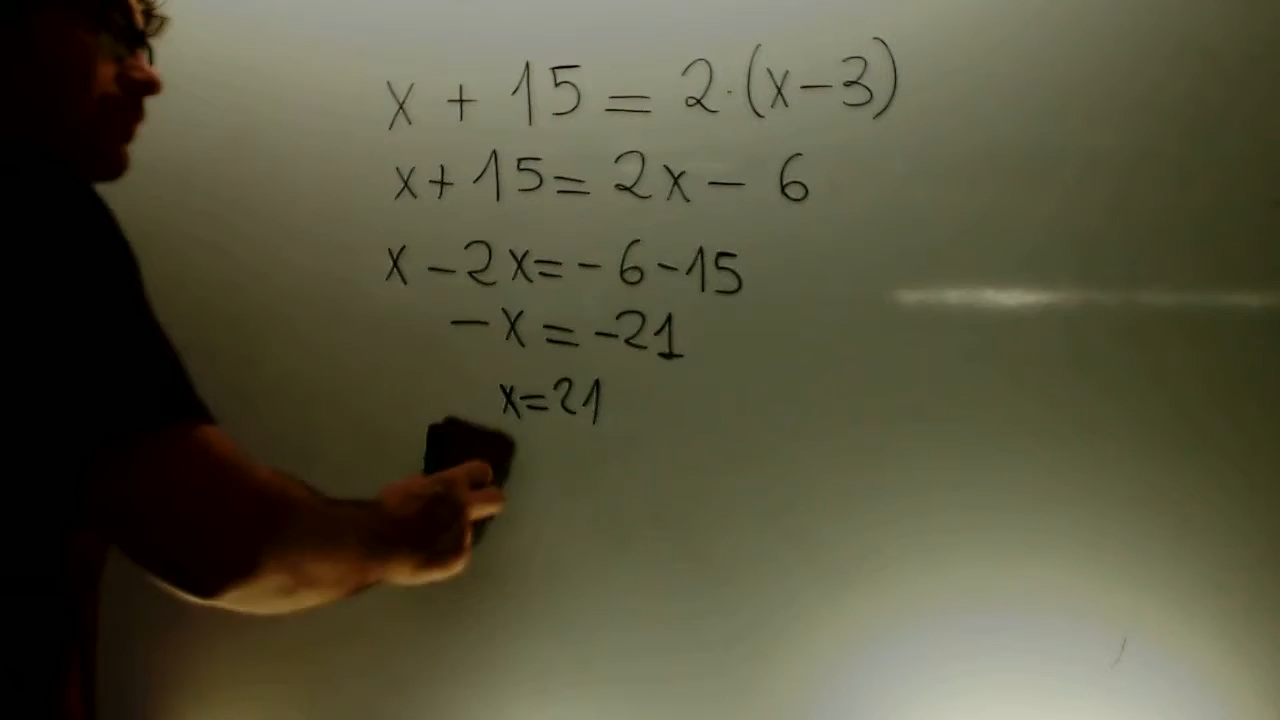 x + 15 = 2·(x-3)
x+15=2x-6
x-2x=-6-15
-x=-21
x=21